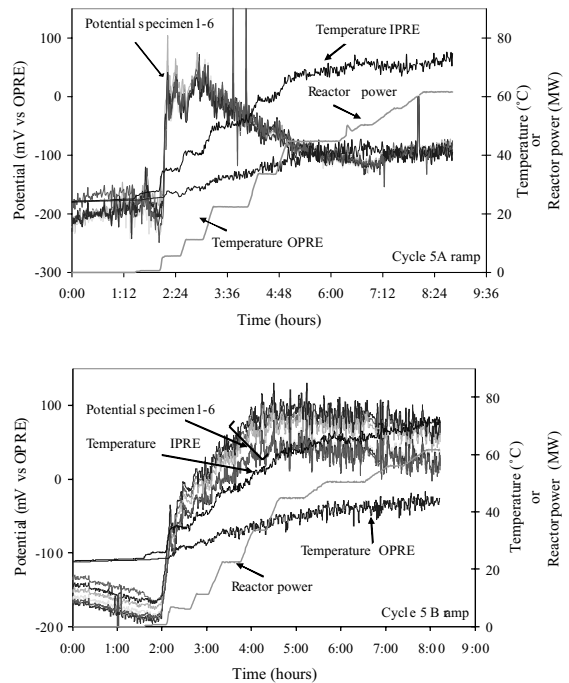 Potential specimen 1-6
Temperature IPRE
Reactor power
Temperature OPRE
Cycle 5A ramp
100
0
-100
-200
-300
80
60
40
20
0
Potential (mV vs OPRE)
Temperature (˚C)
or
Reactor power (MW)
0:00 1:12 2:24 3:36 4:48 6:00 7:12 8:24 9:36
Time (hours)
Potential specimen 1-6
Temperature IPRE
Temperature OPRE
Reactor power
Cycle 5B ramp
100
0
-100
-200
80
60
40
20
0
Potential (mV vs OPRE)
Temperature (˚C)
or
Reactor power (MW)
0:00 1:00 2:00 3:00 4:00 5:00 6:00 7:00 8:00 9:00
Time (hours)